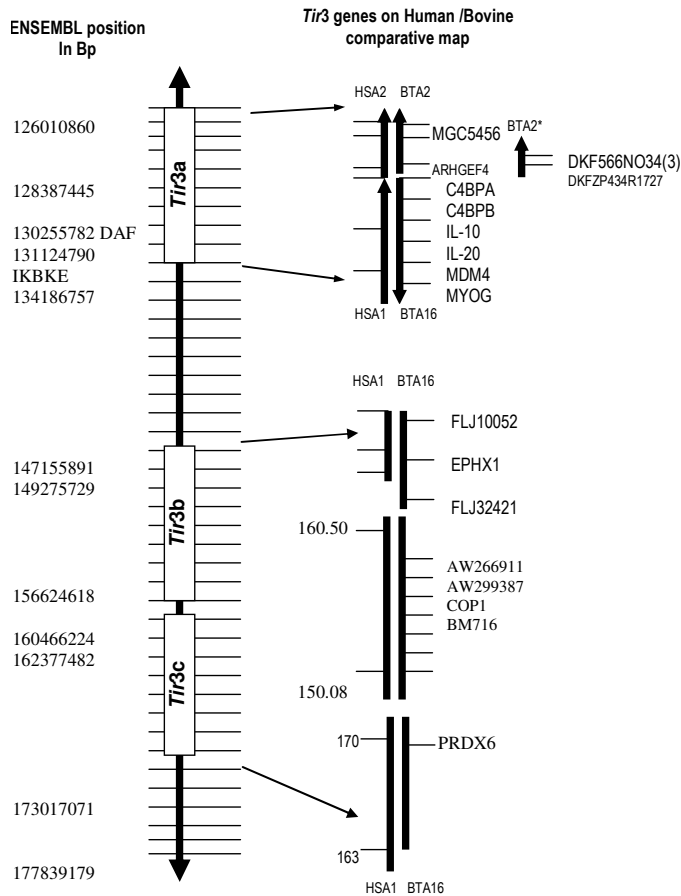 ENSEMBL position
In Bp
Tir3 genes on Human /Bovine
comparative map
126010860
128387445
130255782 DAF
131124790
IKBKE
134186757
147155891
149275729
156624618
160466224
162377482
173017071
177839179
Tir3a
Tir3b
Tir3c
HSA2
BTA2
MGC5456
ARHGEF4
C4BPA
C4BPB
IL-10
IL-20
MDM4
MYOG
HSA1
BTA16
BTA2*
DKF566NO34(3)
DKFZP434R1727
HSA1
BTA16
FLJ10052
EPHX1
FLJ32421
160.50
AW266911
AW299387
COP1
BM716
150.08
170
PRDX6
163
HSA1
BTA16